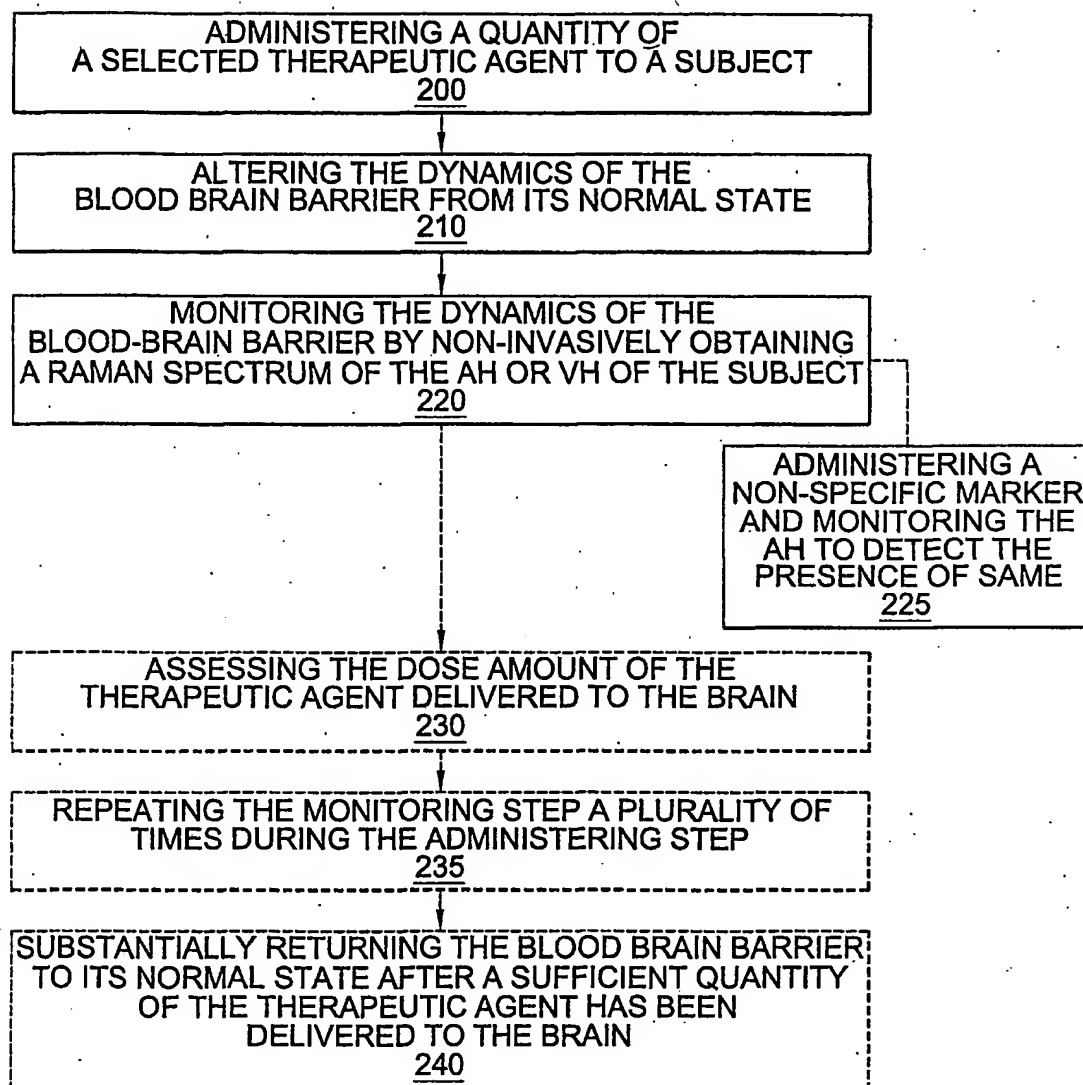 ADMINISTERING A QUANTITY OF
A SELECTED THERAPEUTIC AGENT TO A SUBJECT
200
ALTERING THE DYNAMICS OF THE
BLOOD BRAIN BARRIER FROM ITS NORMAL STATE
210
MONITORING THE DYNAMICS OF THE
BLOOD-BRAIN BARRIER BY NON-INVASIVELY OBTAINING
A RAMAN SPECTRUM OF THE AH OR VH OF THE SUBJECT
220
ADMINISTERING A
NON-SPECIFIC MARKER
AND MONITORING THE
AH TO DETECT THE
PRESENCE OF SAME
225
ASSESSING THE DOSE AMOUNT OF THE
THERAPEUTIC AGENT DELIVERED TO THE BRAIN
230
REPEATING THE MONITORING STEP A PLURALITY OF
TIMES DURING THE ADMINISTERING STEP
235
SUBSTANTIALLY RETURNING THE BLOOD BRAIN BARRIER
TO ITS NORMAL STATE AFTER A SUFFICIENT QUANTITY
OF THE THERAPEUTIC AGENT HAS BEEN
DELIVERED TO THE BRAIN
240